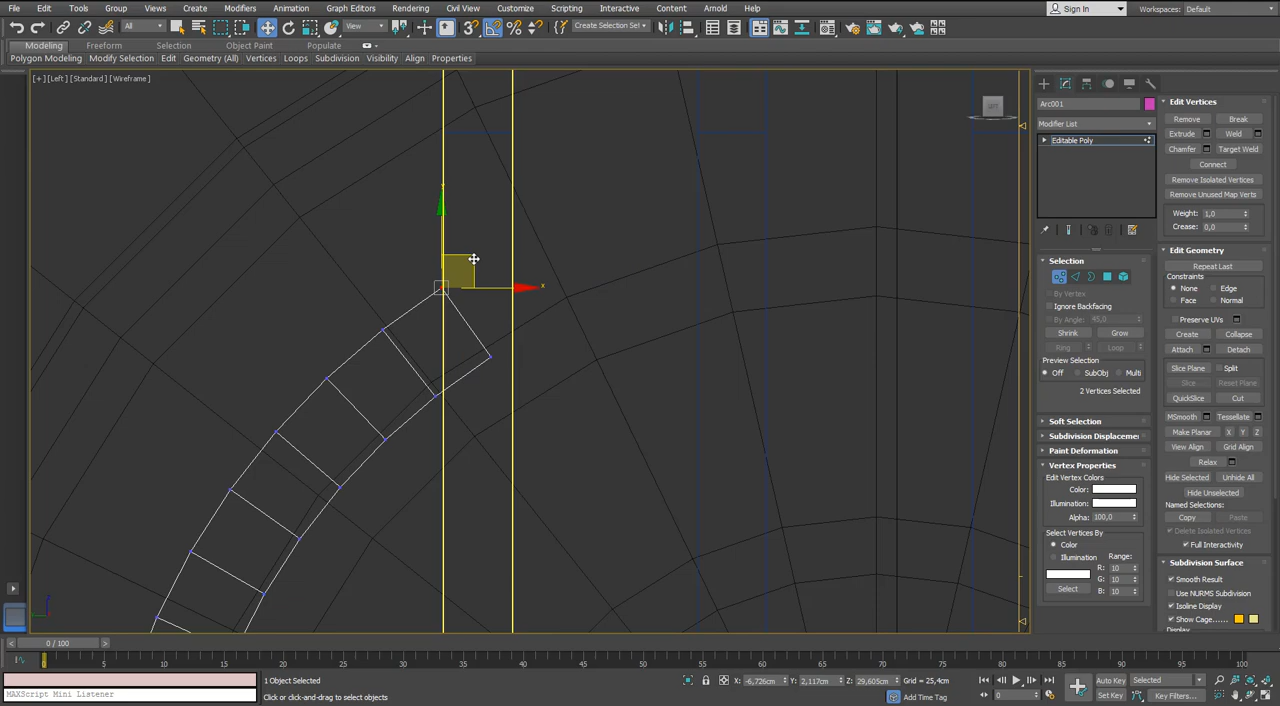 File Edit Tools Group Views Create Modifiers Animation Graph Editors Rendering Civil View Customize Scripting Interactive Content Arnold Help
Sign In Workspaces: Default
All View Create Selection Set
Modeling Freeform Selection Object Paint Populate
Polygon Modeling Modify Selection Edit Geometry (All) Vertices Loops Subdivision Visibility Align Properties
[+] [Left] [Standard] [Wireframe]
Arc001
Modifier List
Editable Poly
Edit Vertices
Remove Break
Extrude Weld
Chamfer Target Weld
Connect
Remove Isolated Vertices
Remove Unused Map Verts
Weight: 1,0
Crease: 0,0
Selection
By Vertex
Ignore Backfacing
By Angle: 45,0
Shrink Grow
Ring Loop
Preview Selection
Off SubObj Multi
2 Vertices Selected
Soft Selection
Subdivision Displaceme
Paint Deformation
Vertex Properties
Edit Vertex Colors
Color:
Illumination:
Alpha: 100,0
Select Vertices By
Color
Illumination
Range:
R: 10
G: 10
B: 10
Select
Edit Geometry
Repeat Last
Constraints
None Edge
Face Normal
Preserve UVs
Create Collapse
Attach Detach
Slice Plane Split
Slice Reset Plane
QuickSlice Cut
MSmooth Tessellate
Make Planar X Y Z
View Align Grid Align
Relax
Hide Selected Unhide All
Hide Unselected
Named Selections:
Copy Paste
Delete Isolated Vertices
Full Interactivity
Subdivision Surface
Smooth Result
Use NURMS Subdivision
Isoline Display
Show Cage
Display
y
x
z
0 / 100
0 5 10 15 20 25 30 35 40 45 50 55 60 65 70 75 80 85 90 95 100
1 Object Selected
Click or click-and-drag to select objects
MAXScript Mini Listener
X: -6,726cm Y: 2,117cm Z: 29,605cm Grid = 25,4cm
Add Time Tag
0
Auto Key Selected
Set Key Key Filters...